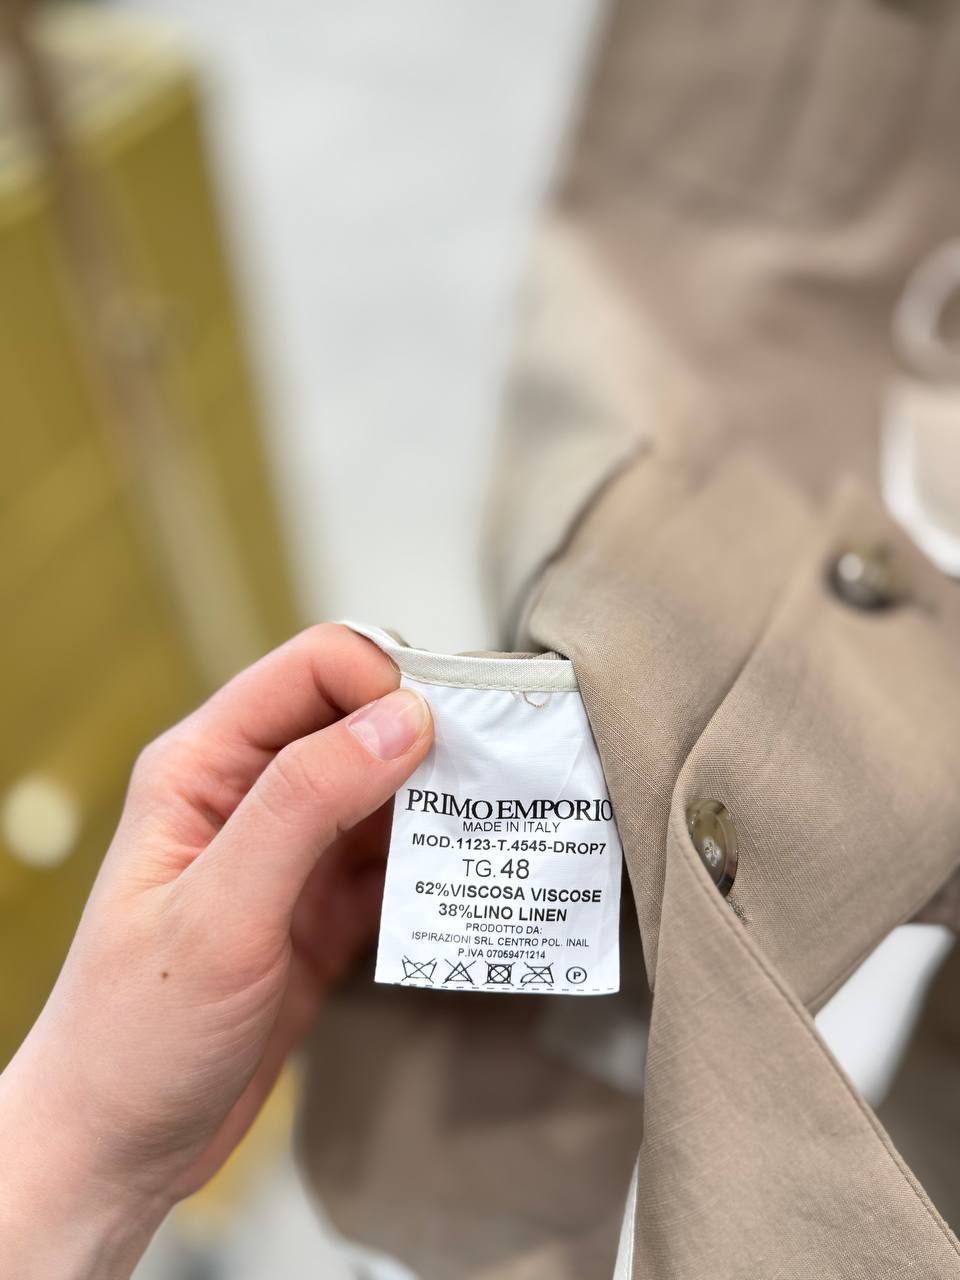 PRIMO EMPORIO
MADE IN ITALY
MOD.1123-T.4545-DROP7
TG.48
62%VISCOSA VISCOSE
38%LINO LINEN
PRODOTTO DA:
ISPIRAZIONI SRL CENTRO POL. INAIL
P.IVA 07059471214
P